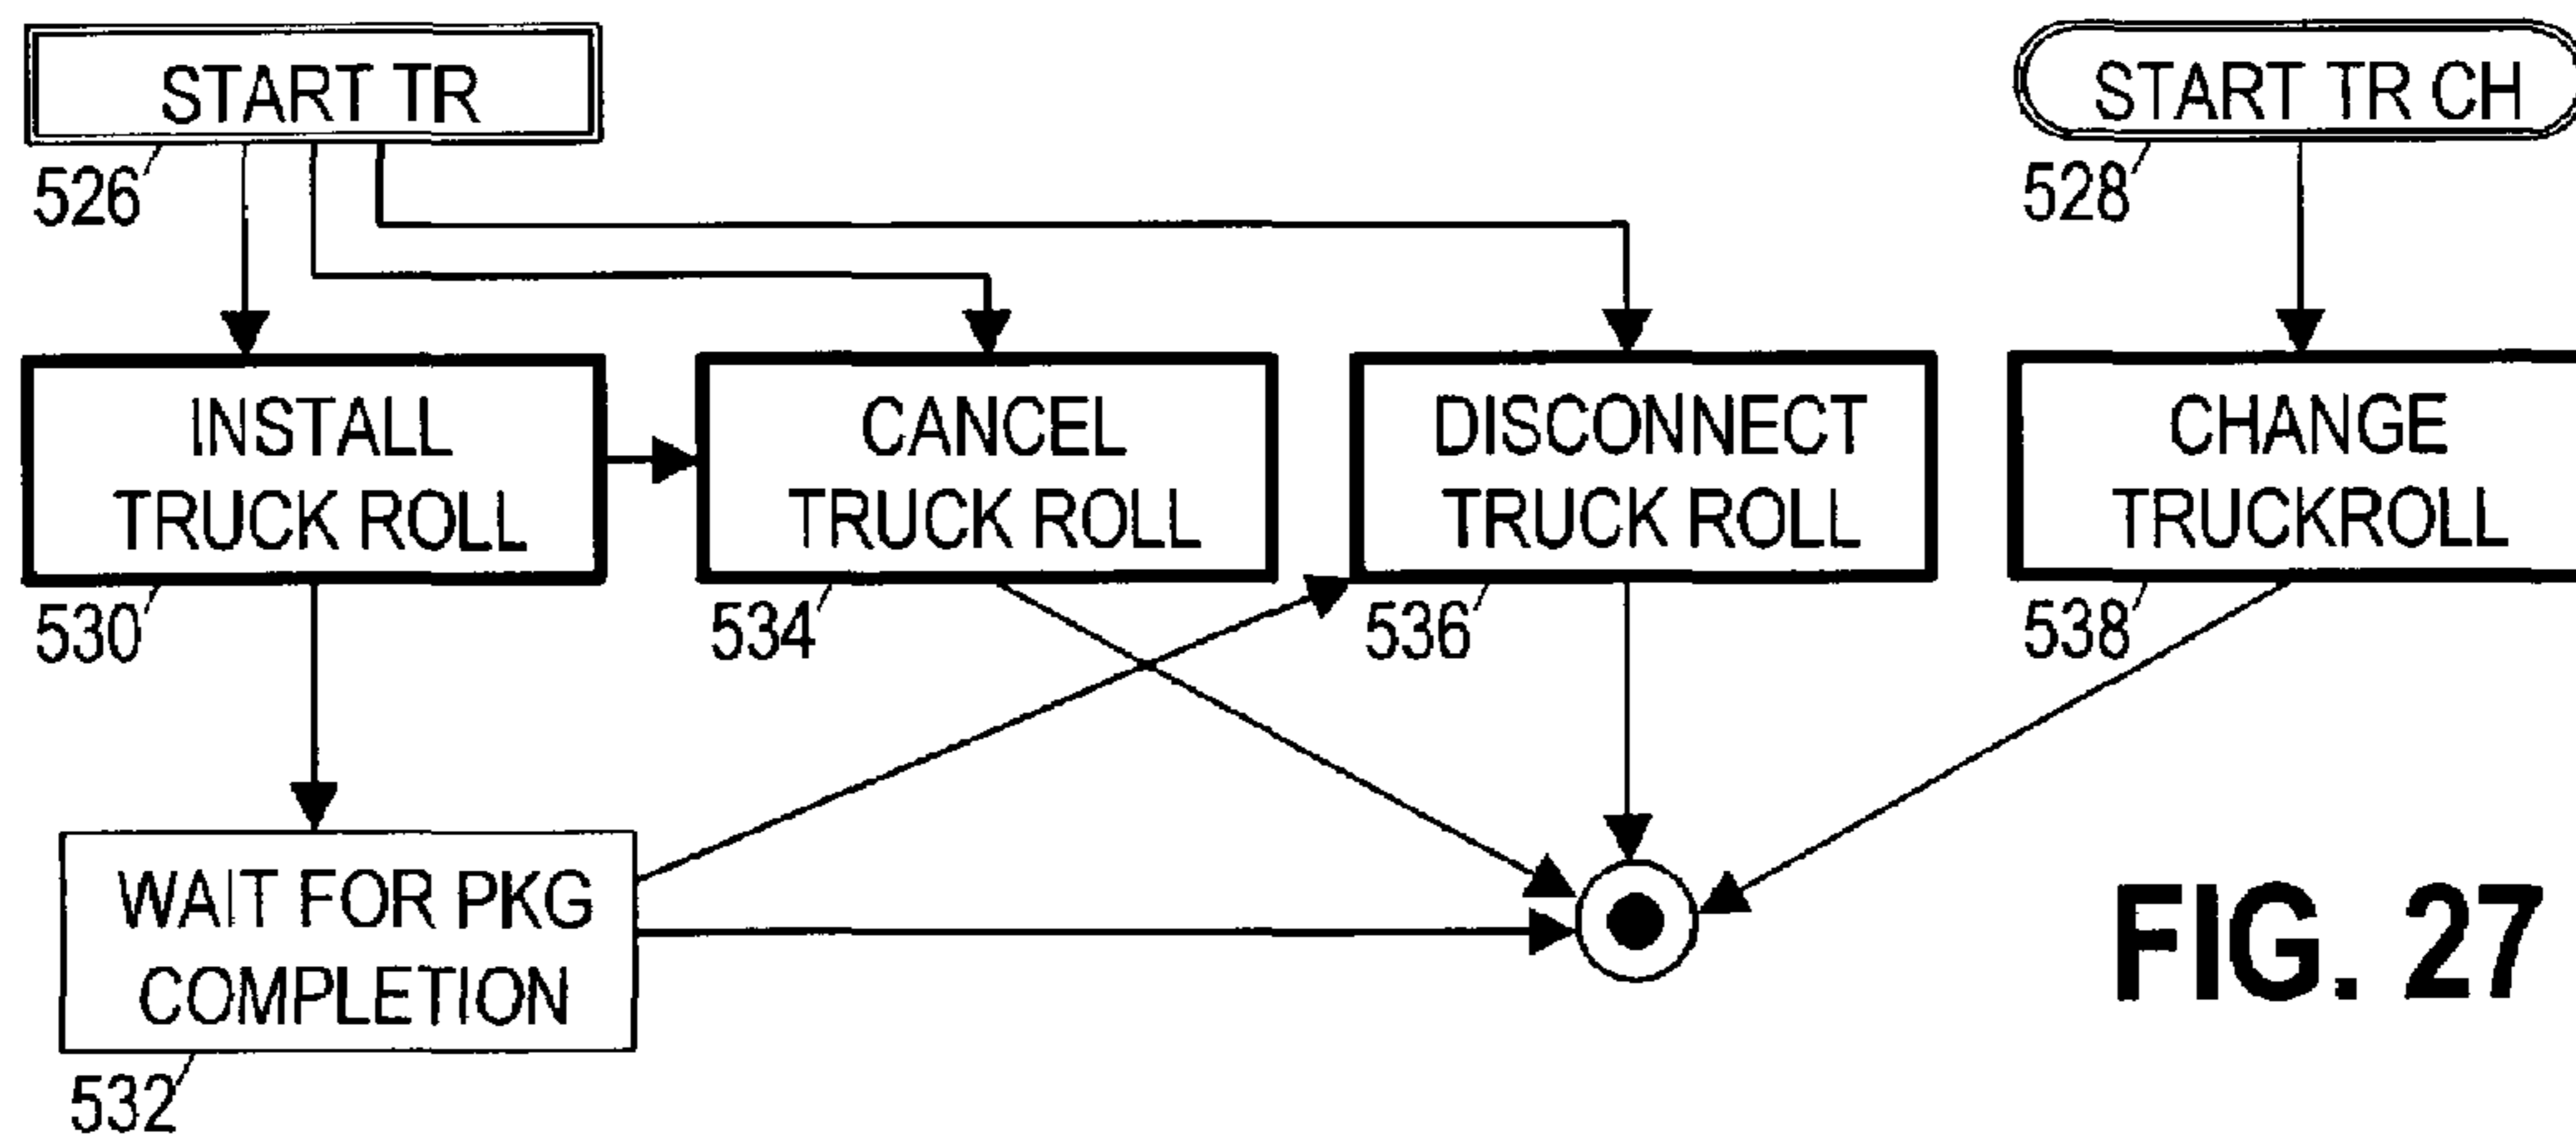 START TR
526
START TR CH
528
INSTALL
TRUCK ROLL
530
CANCEL
TRUCK ROLL
534
DISCONNECT
TRUCK ROLL
536
CHANGE
TRUCKROLL
538
WAIT FOR PKG
COMPLETION
532
FIG. 27